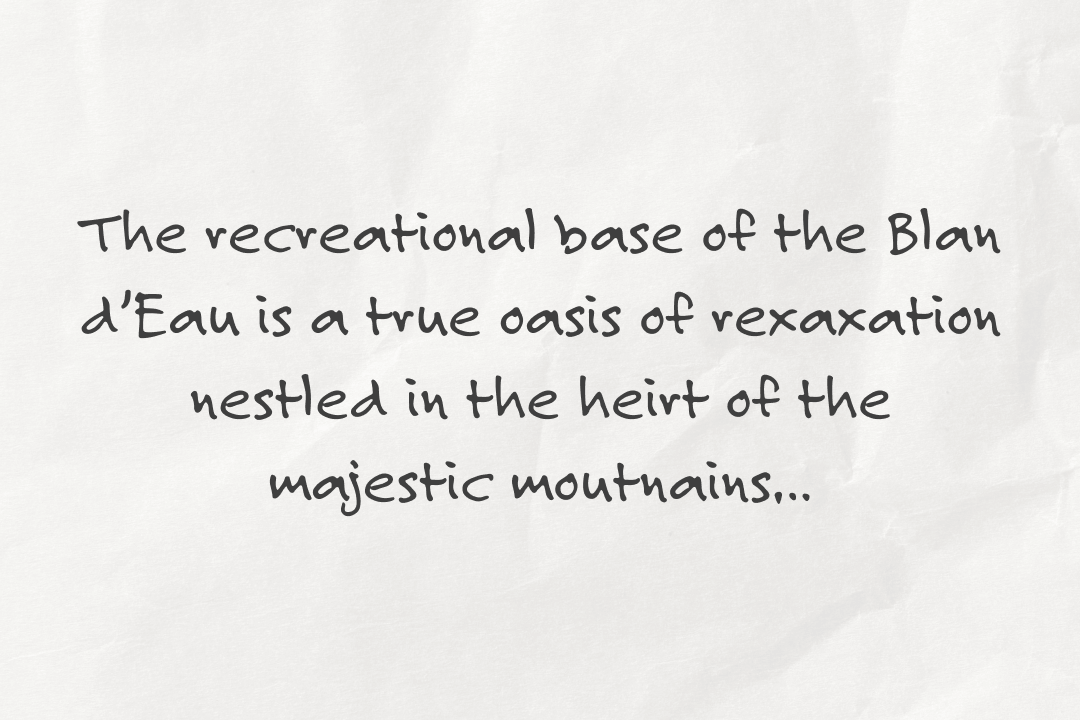 The recreational base of the Blan
d'Eau is a true oasis of rexaxation
nestled in the heirt of the
majestic moutnains...